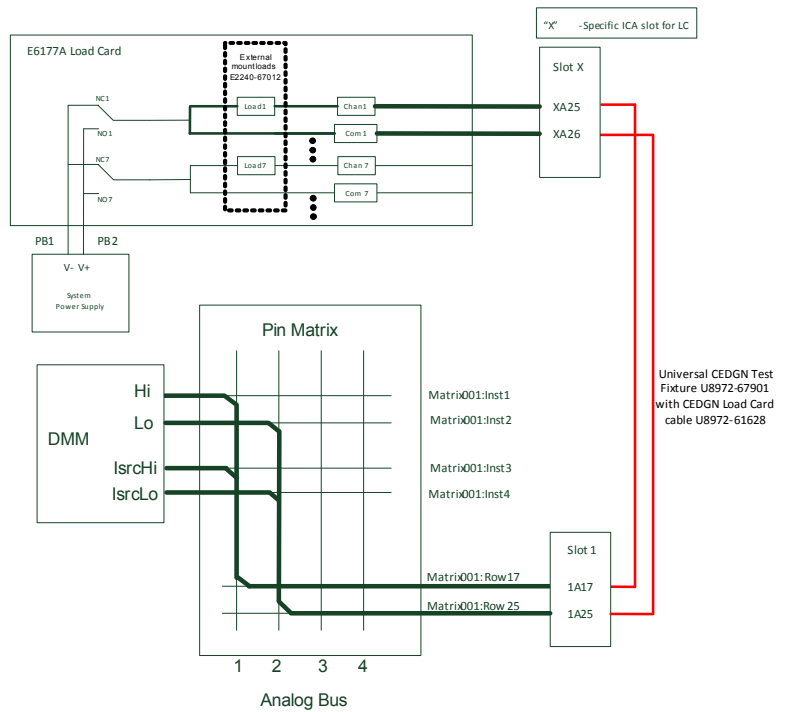 “X” -Specific ICA slot for LC
E6177A Load Card
External
mountloads
E2240-67012
Slot X
NC1
Load1
Chan1
XA25
NO1
Com 1
XA26
NC7
Load7
Chan 7
NO7
Com 7
PB1 PB2
V- V+
System
Power Supply
Pin Matrix
Universal CEDGN Test
Fixture U8972-67901
with CEDGN Load Card
cable U8972-61628
Hi
Matrix001:Inst1
Lo
Matrix001:Inst2
DMM
IsrcHi
Matrix001:Inst3
IsrcLo
Matrix001:Inst4
Slot 1
Matrix001:Row17
1A17
Matrix001:Row 25
1A25
1 2 3 4
Analog Bus